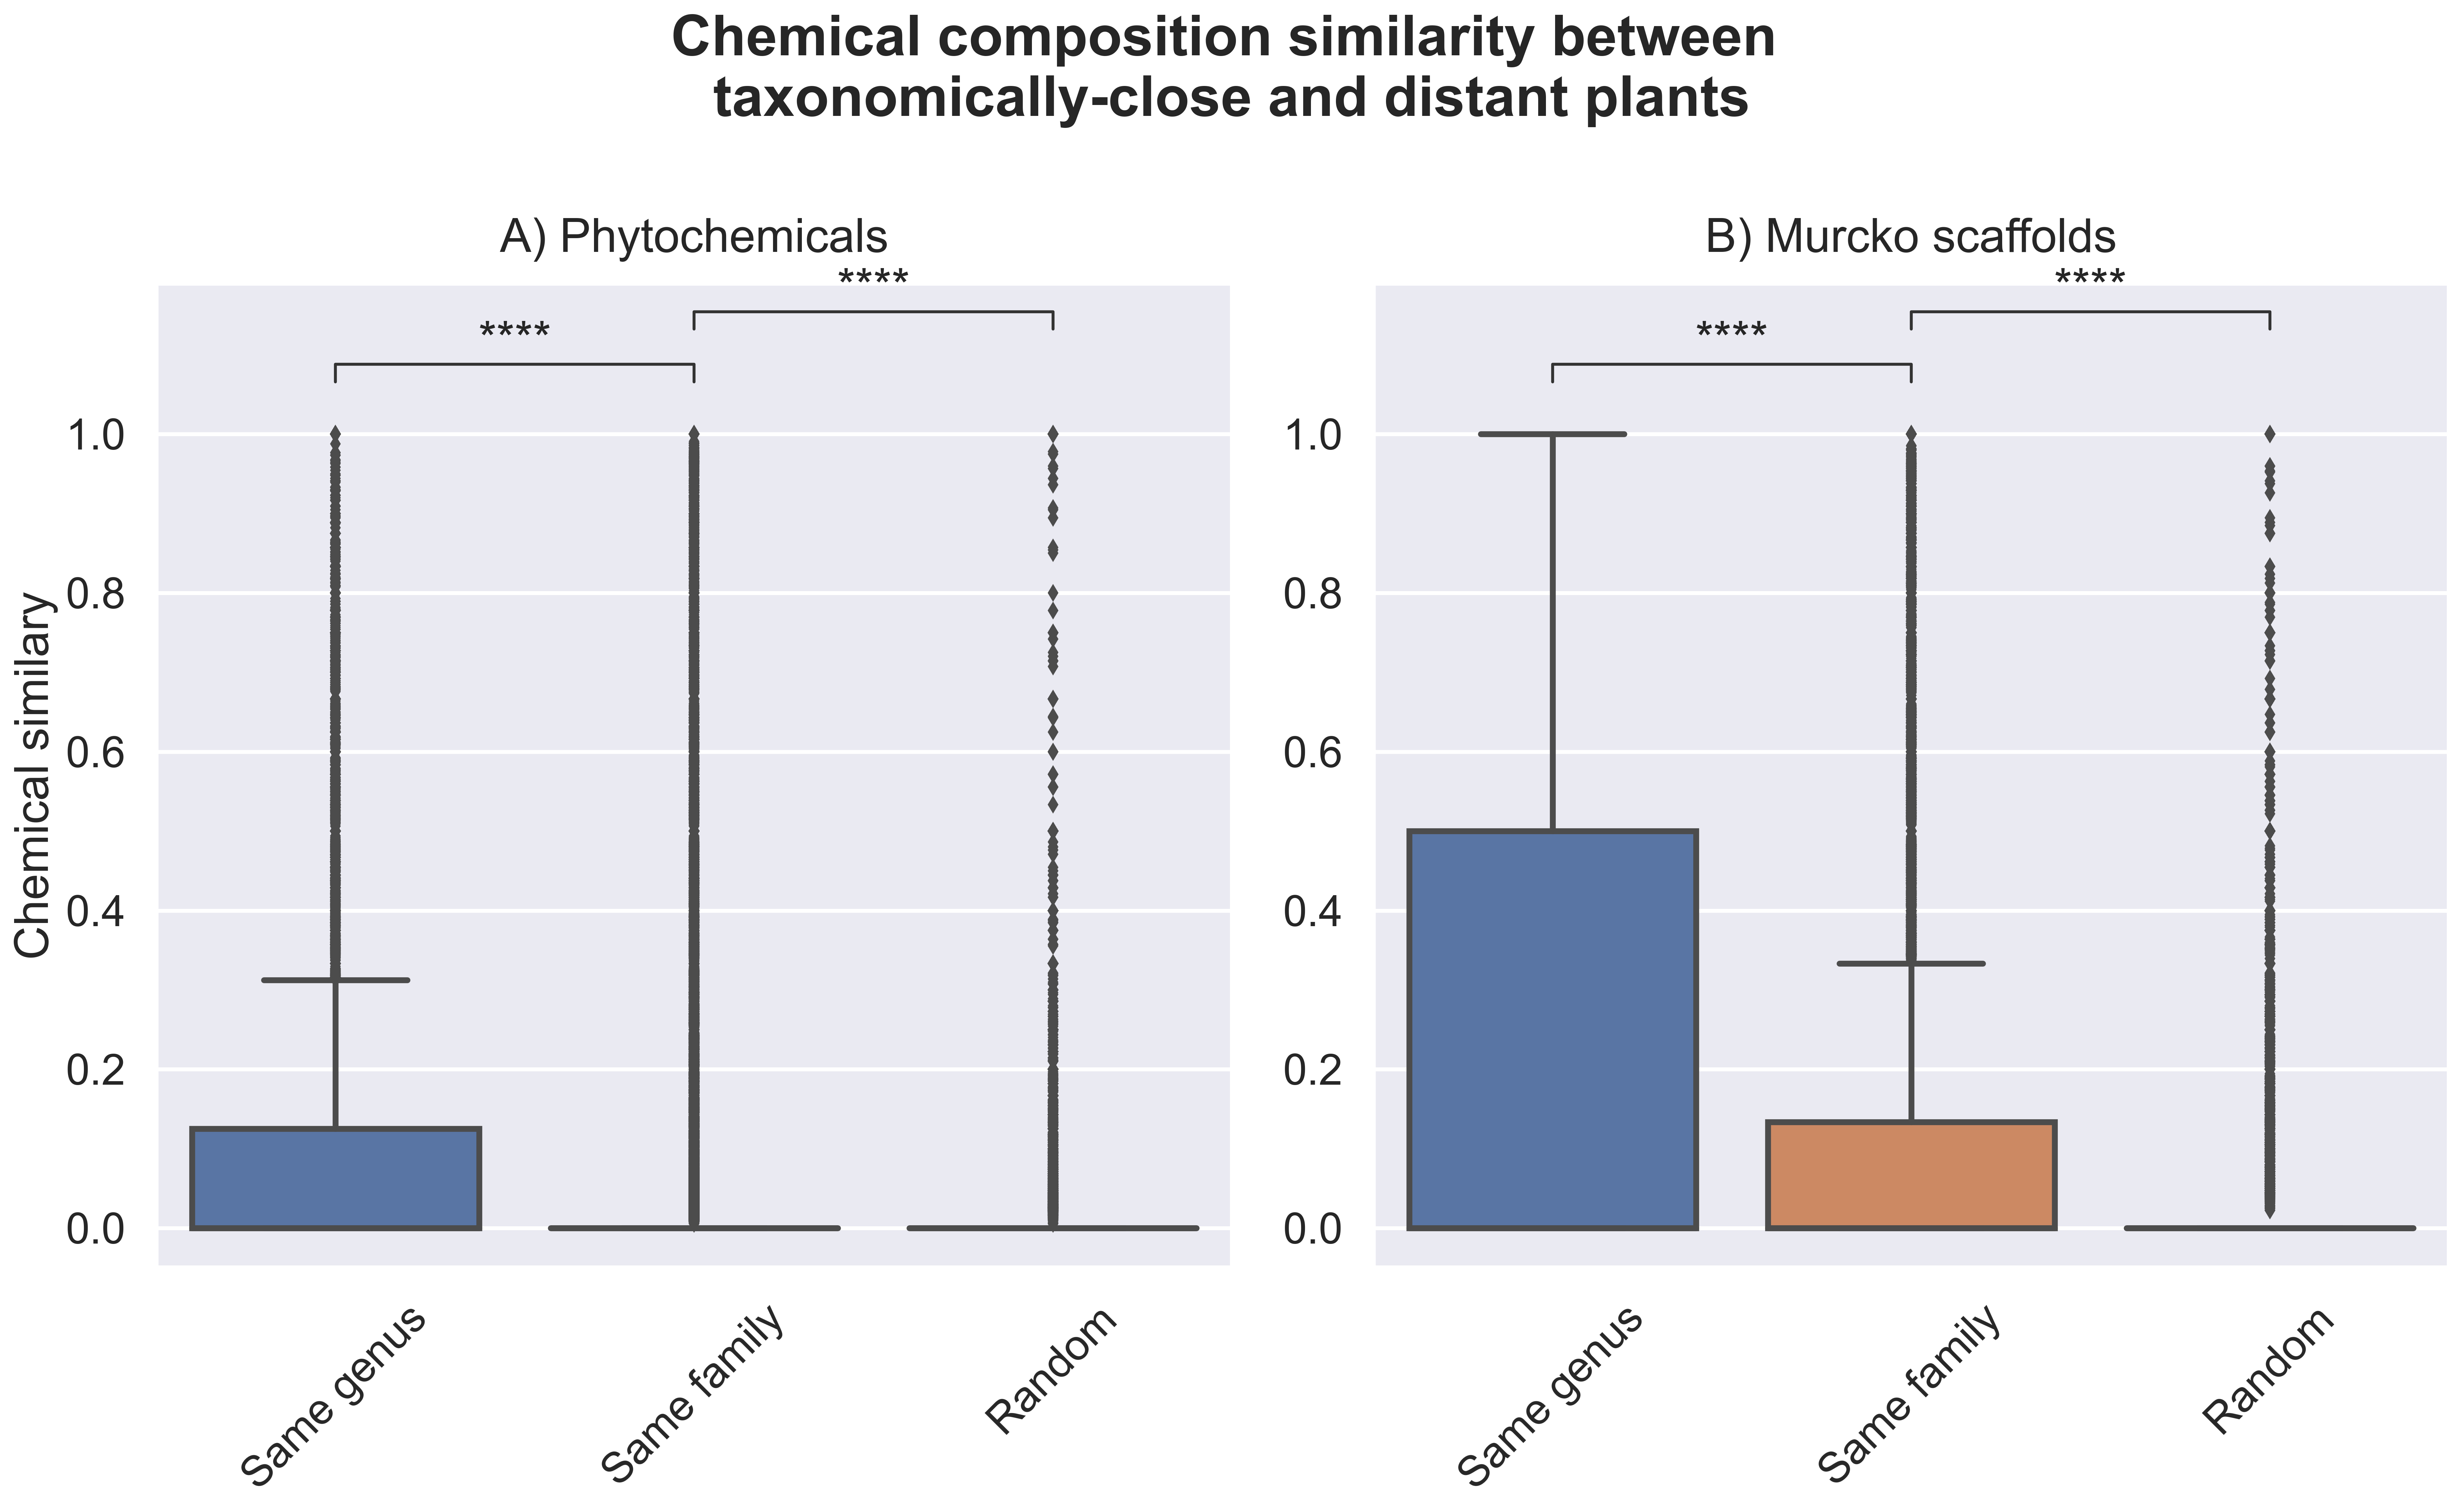 Chemical composition similarity between
taxonomically-close and distant plants
A) Phytochemicals
****
****
1.0
0.8
0.6
0.4
0.2
0.0
Chemical similary
Same genus
Same familly
Random
B) Murcko scaffolds
****
****
1.0
0.8
0.6
0.4
0.2
0.0
Same genus
Same family
Random